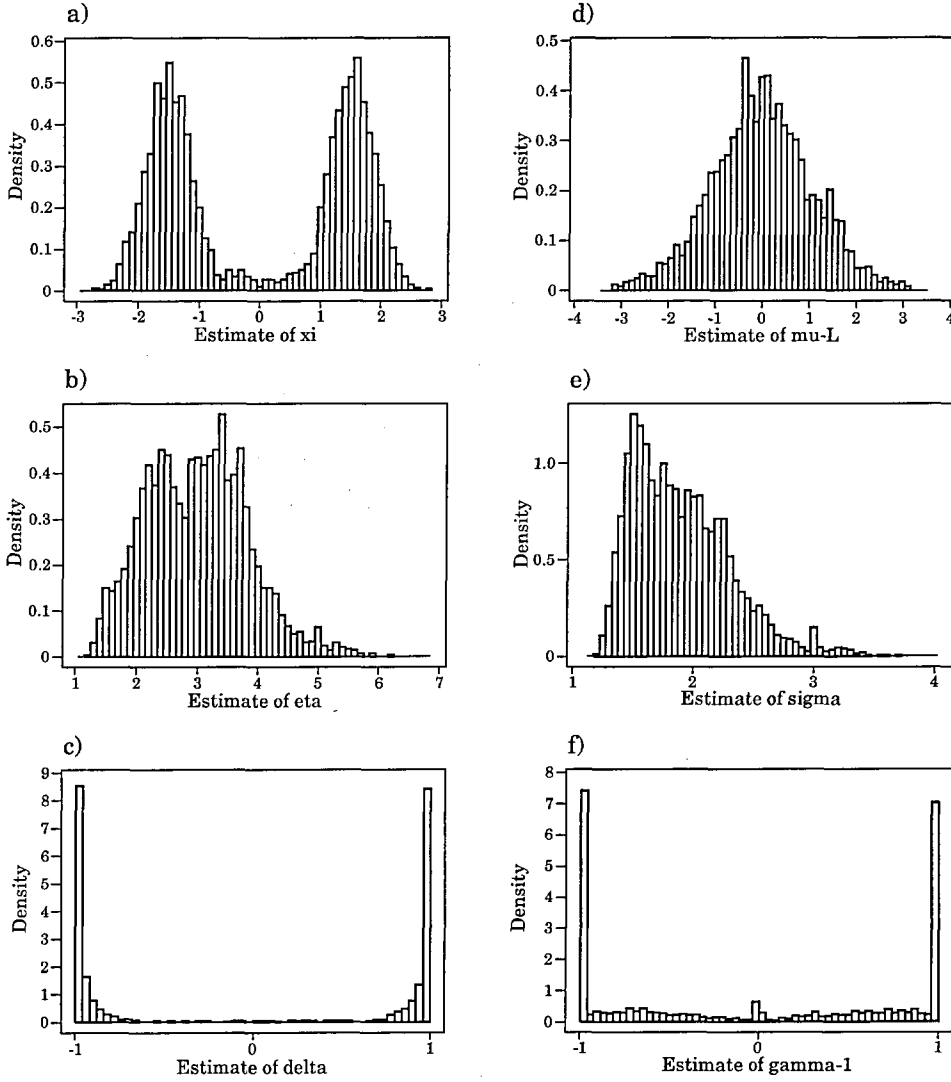 a)
0.6
0.5
0.4
0.3
0.2
0.1
0
Density
-3 -2 -1 0 1 2 3
Estimate of xi
d)
0.5
0.4
0.3
0.2
0.1
0
Density
-4 -3 -2 -1 0 1 2 3 4
Estimate of mu-L
b)
0.5
0.4
0.3
0.2
0.1
0
Density
1 2 3 4 5 6 7
Estimate of eta
e)
1.0
0.5
0
Density
1 2 3 4
Estimate of sigma
c)
9
8
7
6
5
4
3
2
1
0
Density
-1 0 1
Estimate of delta
f)
8
7
6
5
4
3
2
1
0
Density
-1 0 1
Estimate of gamma-1